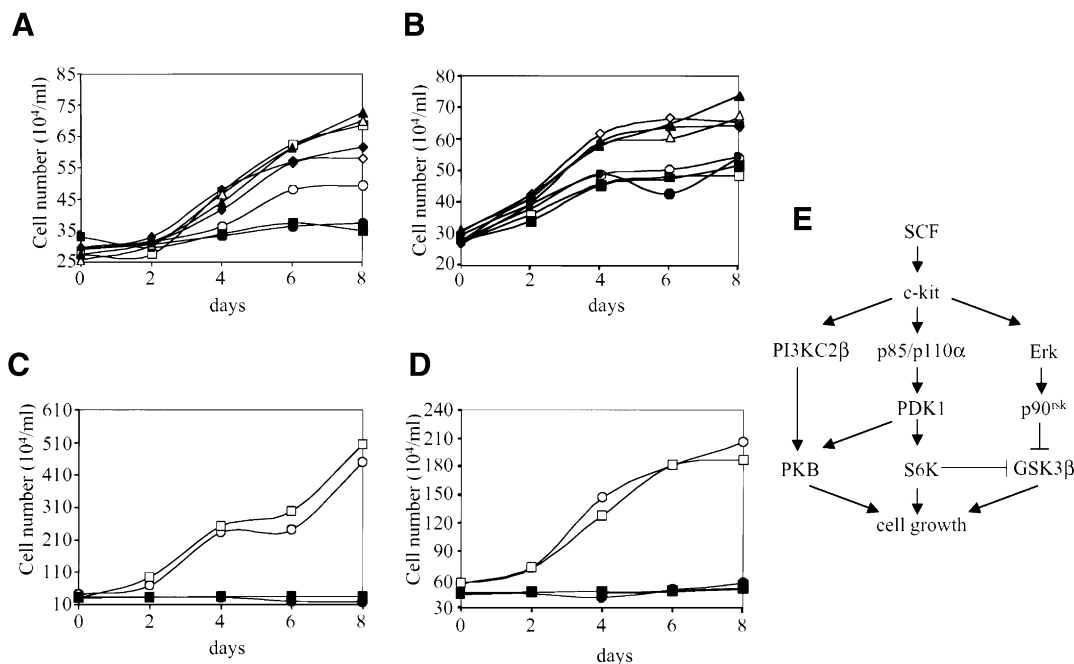 A
Cell number (10⁴/ml)
85
75
65
55
45
35
25
0 2 4 6 8
days
B
Cell number (10⁴/ml)
80
70
60
50
40
30
20
0 2 4 6 8
days
C
Cell number (10⁴/ml)
610
510
410
310
210
110
10
0 2 4 6 8
days
D
Cell number (10⁴/ml)
240
210
180
150
120
90
60
30
0 2 4 6 8
days
E
SCF
c-kit
PI3KC2β p85/p110α Erk
PDK1 p90ʳˢᵏ
PKB S6K GSK3β
cell growth